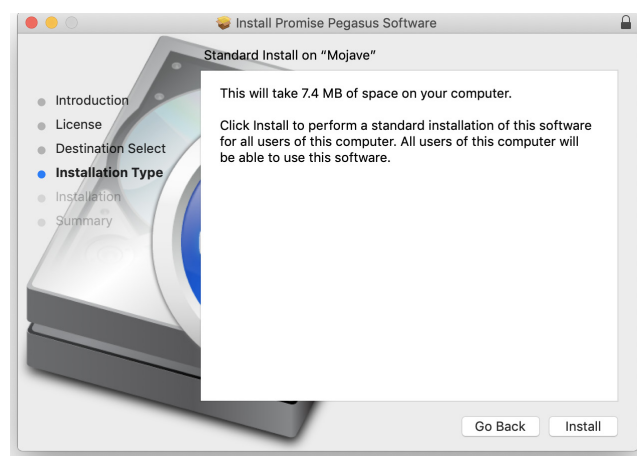 Install Promise Pegasus Software
Standard Install on “Mojave”
Introduction
License
Destination Select
Installation Type
Installation
Summary
This will take 7.4 MB of space on your computer.
Click Install to perform a standard installation of this software
for all users of this computer. All users of this computer will
be able to use this software.
Go Back
Install